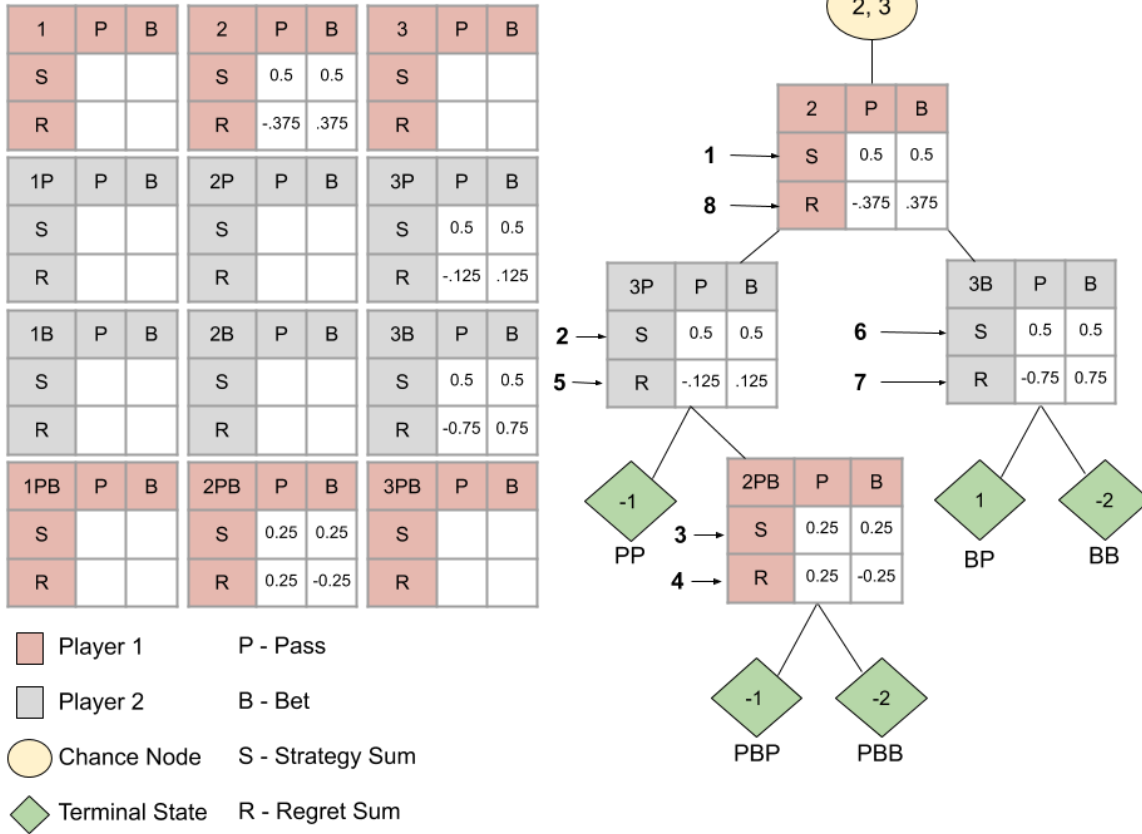 1 P B
S
R
2 P B
S 0.5 0.5
R -.375 .375
3 P B
S
R
1P P B
S
R
2P P B
S
R
3P P B
S 0.5 0.5
R -.125 .125
1B P B
S
R
2B P B
S
R
3B P B
S 0.5 0.5
R -0.75 0.75
1PB P B
S
R
2PB P B
S 0.25 0.25
R 0.25 -0.25
3PB P B
S
R
Player 1 P - Pass
Player 2 B - Bet
Chance Node S - Strategy Sum
Terminal State R - Regret Sum
2, 3
2 P B
1 S 0.5 0.5
8 R -.375 .375
3P P B
2 S 0.5 0.5
5 R -.125 .125
3B P B
6 S 0.5 0.5
7 R -0.75 0.75
-1
PP
2PB P B
3 S 0.25 0.25
4 R 0.25 -0.25
1
BP
-2
BB
-1
PBP
-2
PBB